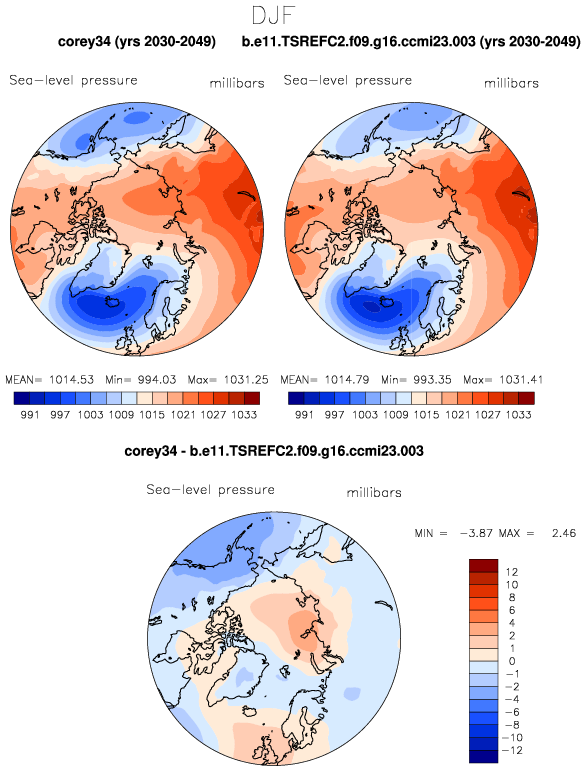 DJF
corey34 (yrs 2030-2049) b.e11.TSREFC2.f09.g16.ccmi23.003 (yrs 2030-2049)
Sea-level pressure millibars Sea-level pressure millibars
MEAN= 1014.53 Min= 994.03 Max= 1031.25 MEAN= 1014.79 Min= 993.35 Max= 1031.41
991 997 1003 1009 1015 1021 1027 1033 991 997 1003 1009 1015 1021 1027 1033
corey34 - b.e11.TSREFC2.f09.g16.ccmi23.003
Sea-level pressure millibars
MIN = -3.87 MAX = 2.46
12
10
8
6
4
2
1
0
-1
-2
-4
-6
-8
-10
-12